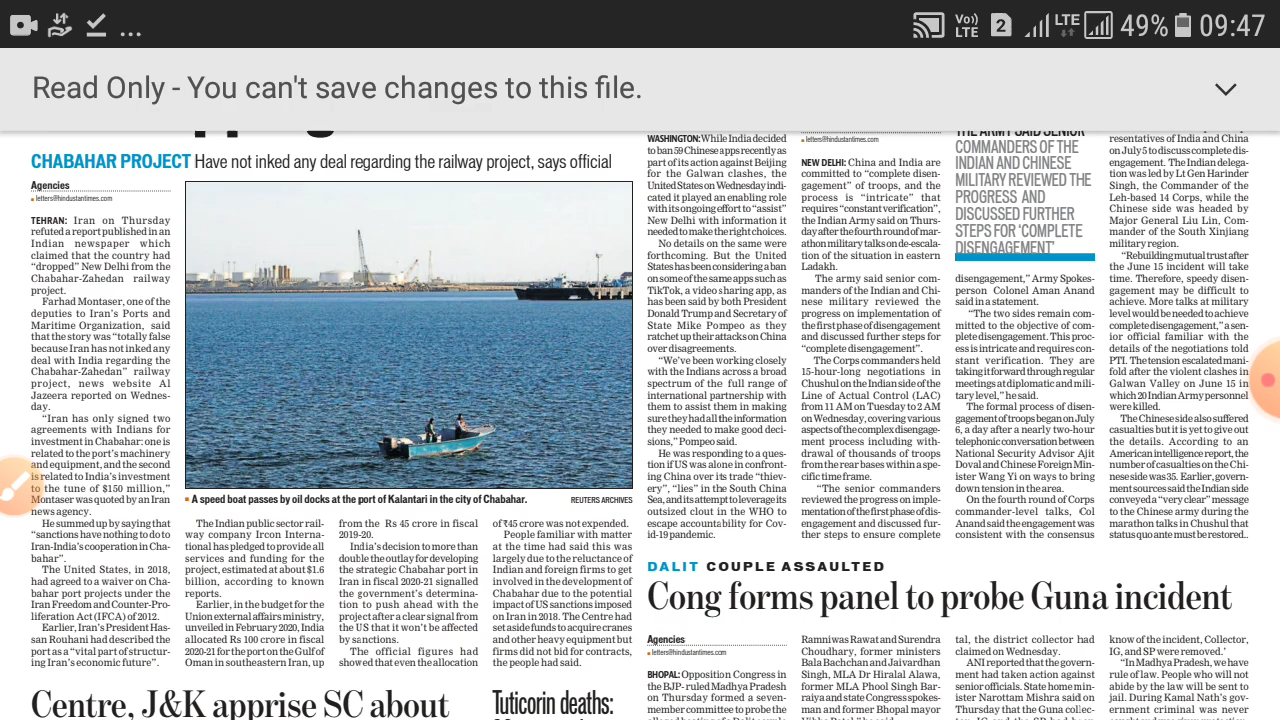 Vo))
LTE
2
LTE
49%
09:47
Read Only - You can't save changes to this file.
CHABAHAR PROJECT Have not inked any deal regarding the railway project, says official
Agencies
letters@hindustantimes.com
TEHRAN: Iran on Thursday
refuted a report published in an
Indian newspaper which
claimed that the country had
“dropped” New Delhi from the
Chabahar-Zahedan railway
project.
Farhad Montaser, one of the
deputies to Iran's Ports and
Maritime Organization, said
that the story was “totally false
because Iran has not inked any
deal with India regarding the
Chabahar-Zahedan” railway
project, news website Al
Jazeera reported on Wednes-
day.
“Iran has only signed two
agreements with Indians for
investment in Chabahar: one is
related to the port's machinery
and equipment, and the second
is related to India's investment
to the tune of $150 million,”
Montaser was quoted by an Iran
news agency.
He summed up by saying that
“sanctions have nothing to do to
Iran-India's cooperation in Cha-
bahar”.
The United States, in 2018,
had agreed to a waiver on Cha-
bahar port projects under the
Iran Freedom and Counter-Pro-
liferation Act (IFCA) of 2012.
Earlier, Iran's President Has-
san Rouhani had described the
port as a “vital part of structur-
ing Iran's economic future”.
A speed boat passes by oil docks at the port of Kalantari in the city of Chabahar.
REUTERS ARCHIVES
The Indian public sector rail-
way company Ircon Interna-
tional has pledged to provide all
services and funding for the
project, estimated at about $1.6
billion, according to known
reports.
Earlier, in the budget for the
Union external affairs ministry,
unveiled in February 2020, India
allocated Rs 100 crore in fiscal
2020-21 for the port on the Gulf of
Oman in southeastern Iran, up
from the Rs 45 crore in fiscal
2019-20.
India's decision to more than
double the outlay for developing
the strategic Chabahar port in
Iran in fiscal 2020-21 signalled
the government's determina-
tion to push ahead with the
project after a clear signal from
the US that it won't be affected
by sanctions.
The official figures had
showed that even the allocation
of ₹45 crore was not expended.
People familiar with matter
at the time had said this was
largely due to the reluctance of
Indian and foreign firms to get
involved in the development of
Chabahar due to the potential
impact of US sanctions imposed
on Iran in 2018. The Centre had
set aside funds to acquire cranes
and other heavy equipment but
firms did not bid for contracts,
the people had said.
WASHINGTON: While India decided
to ban 59 Chinese apps recently as
part of its action against Beijing
for the Galwan clashes, the
United States on Wednesday indi-
cated it played an enabling role
with its ongoing effort to “assist”
New Delhi with information it
needed to make the right choices.
No details on the same were
forthcoming. But the United
States has been considering a ban
on some of the same apps such as
TikTok, a video sharing app, as
has been said by both President
Donald Trump and Secretary of
State Mike Pompeo as they
ratchet up their attacks on China
over disagreements.
“We've been working closely
with the Indians across a broad
spectrum of the full range of
international partnership with
them to assist them in making
sure they had all the information
they needed to make good deci-
sions,” Pompeo said.
He was responding to a ques-
tion if US was alone in confront-
ing China over its trade “thiev-
ery”, “lies” in the South China
Sea, and its attempt to leverage its
outsized clout in the WHO to
escape accountability for Cov-
id-19 pandemic.
letters@hindustantimes.com
NEW DELHI: China and India are
committed to “complete disen-
gagement” of troops, and the
process is “intricate” that
requires “constant verification”,
the Indian Army said on Thurs-
day after the fourth round of mar-
athon military talks on de-escala-
tion of the situation in eastern
Ladakh.
The army said senior com-
manders of the Indian and Chi-
nese military reviewed the
progress on implementation of
the first phase of disengagement
and discussed further steps for
“complete disengagement”.
The Corps commanders held
15-hour-long negotiations in
Chushul on the Indian side of the
Line of Actual Control (LAC)
from 11 AM on Tuesday to 2 AM
on Wednesday, covering various
aspects of the complex disengage-
ment process including with-
drawal of thousands of troops
from the rear bases within a spe-
cific time frame.
“The senior commanders
reviewed the progress on imple-
mentation of the first phase of dis-
engagement and discussed fur-
ther steps to ensure complete
THE ARMY SAID SENIOR
COMMANDERS OF THE
INDIAN AND CHINESE
MILITARY REVIEWED THE
PROGRESS AND
DISCUSSED FURTHER
STEPS FOR ‘COMPLETE
DISENGAGEMENT’
disengagement,” Army Spokes-
person Colonel Aman Anand
said in a statement.
“The two sides remain com-
mitted to the objective of com-
plete disengagement. This proc-
ess is intricate and requires con-
stant verification. They are
taking it forward through regular
meetings at diplomatic and mili-
tary level,” he said.
The formal process of disen-
gagement of troops began on July
6, a day after a nearly two-hour
telephonic conversation between
National Security Advisor Ajit
Doval and Chinese Foreign Min-
ister Wang Yi on ways to bring
down tension in the area.
On the fourth round of Corps
commander-level talks, Col
Anand said the engagement was
consistent with the consensus
resentatives of India and China
on July 5 to discuss complete dis-
engagement. The Indian delega-
tion was led by Lt Gen Harinder
Singh, the Commander of the
Leh-based 14 Corps, while the
Chinese side was headed by
Major General Liu Lin, Com-
mander of the South Xinjiang
military region.
“Rebuilding mutual trust after
the June 15 incident will take
time. Therefore, speedy disen-
gagement may be difficult to
achieve. More talks at military
level would be needed to achieve
complete disengagement,” a sen-
ior official familiar with the
details of the negotiations told
PTI. The tension escalated mani-
fold after the violent clashes in
Galwan Valley on June 15 in
which 20 Indian Army personnel
were killed.
The Chinese side also suffered
casualties but it is yet to give out
the details. According to an
American intelligence report, the
number of casualties on the Chi-
nese side was 35. Earlier, govern-
ment sources said the Indian side
conveyed a “very clear” message
to the Chinese army during the
marathon talks in Chushul that
status quo ante must be restored..
DALIT COUPLE ASSAULTED
Cong forms panel to probe Guna incident
Agencies
letters@hindustantimes.com
BHOPAL: Opposition Congress in
the BJP-ruled Madhya Pradesh
on Thursday formed a seven-
member committee to probe the
Ramniwas Rawat and Surendra
Choudhary, former ministers
Bala Bachchan and Jaivardhan
Singh, MLA Dr Hiralal Alawa,
former MLA Phool Singh Bar-
raiya and state Congress spokes-
man and former Bhopal mayor
tal, the district collector had
claimed on Wednesday.
ANI reported that the govern-
ment had taken action against
senior officials. State home min-
ister Narottam Mishra said on
Thursday that the Guna collec-
know of the incident, Collector,
IG, and SP were removed.'
“In Madhya Pradesh, we have
rule of law. People who will not
abide by the law will be sent to
jail. During Kamal Nath's gov-
ernment criminal was never
Centre, J&K apprise SC about
Tuticorin deaths: